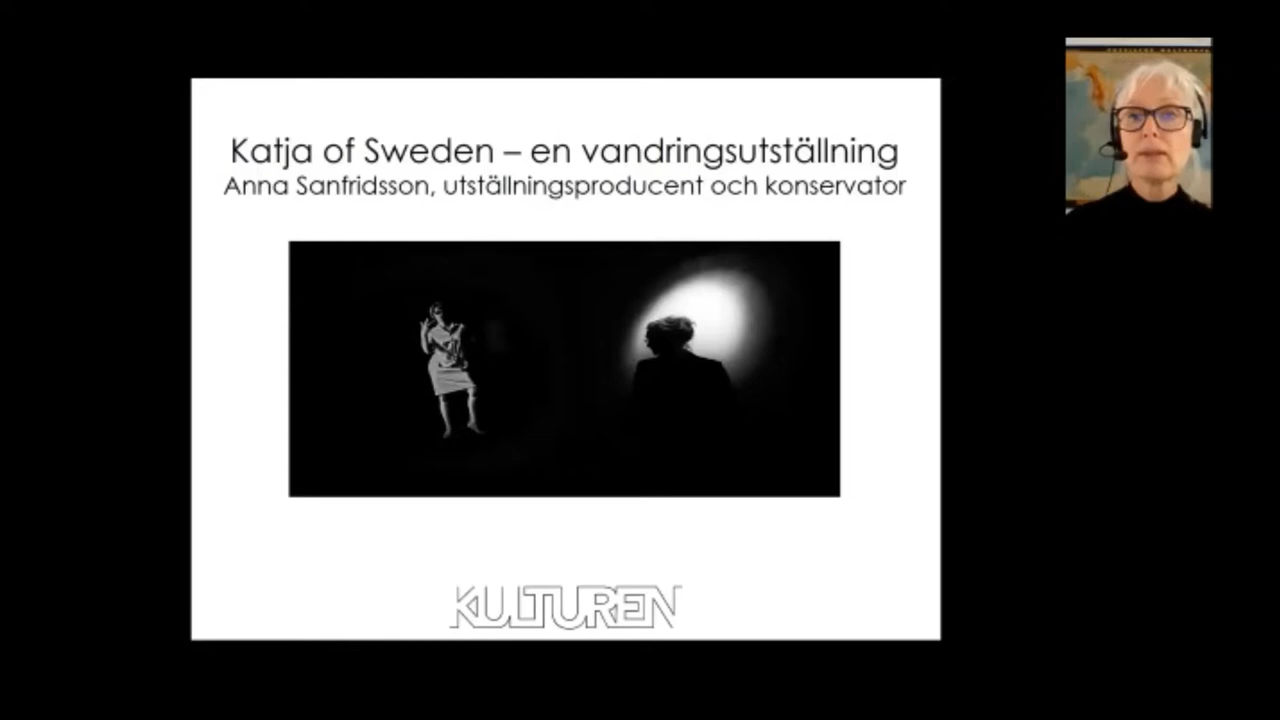 Katja of Sweden – en vandringsutställning
Anna Sanfridsson, utställningsproducent och konservator
KULTUREN